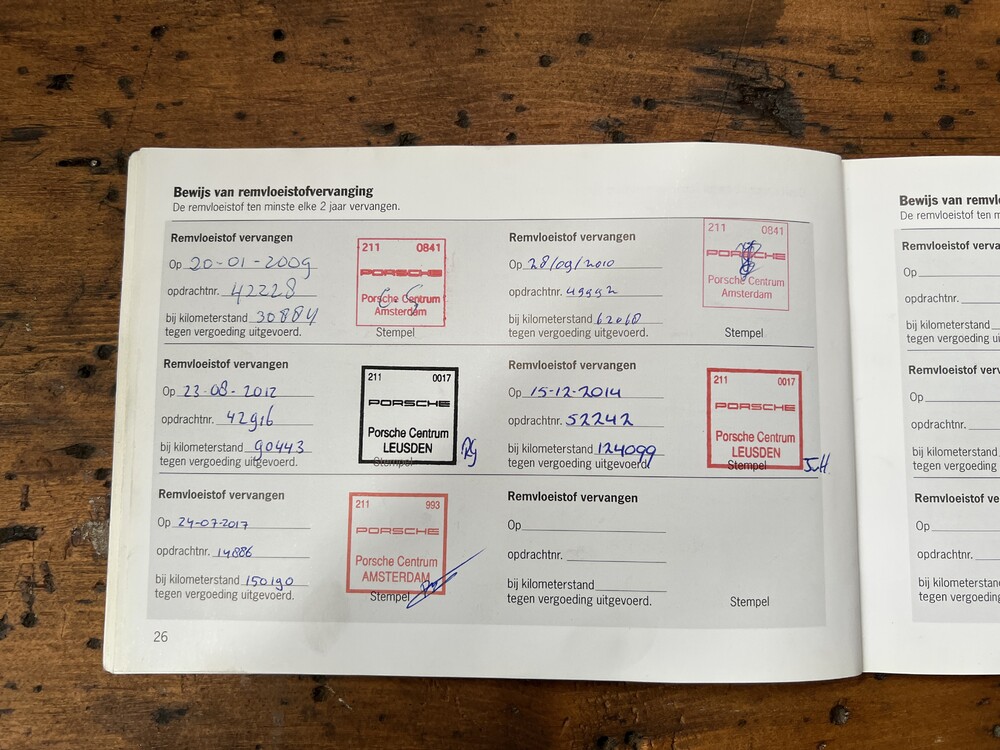 Bewijs van remvloeistofvervanging
De remvloeistof ten minste elke 2 jaar vervangen.
Remvloeistof vervangen
Op 20-01-2009
opdrachtnr. 42228
bij kilometerstand 30884
tegen vergoeding uitgevoerd.
211 0841
PORSCHE
Porsche Centrum
Amsterdam
Stempel
Remvloeistof vervangen
Op 28/09/2010
opdrachtnr. 49992
bij kilometerstand 62068
tegen vergoeding uitgevoerd.
211 0841
PORSCHE
Porsche Centrum
Amsterdam
Stempel
Remvloeistof vervangen
Op 23-08-2012
opdrachtnr. 42916
bij kilometerstand 90443
tegen vergoeding uitgevoerd.
211 0017
PORSCHE
Porsche Centrum
LEUSDEN
Stempel
Remvloeistof vervangen
Op 15-12-2014
opdrachtnr. 52242
bij kilometerstand 124099
tegen vergoeding uitgevoerd.
211 0017
PORSCHE
Porsche Centrum
LEUSDEN
Stempel
Remvloeistof vervangen
Op 24-07-2017
opdrachtnr. 14886
bij kilometerstand 150190
tegen vergoeding uitgevoerd.
211 993
PORSCHE
Porsche Centrum
AMSTERDAM
Stempel
Remvloeistof vervangen
Op
opdrachtnr.
bij kilometerstand
tegen vergoeding uitgevoerd.
Stempel
26
Bewijs van remvlo
De remvloeistof ten m
Remvloeistof verva
Op
opdrachtnr.
bij kilometerstand
tegen vergoeding ui
Remvloeistof verv
Op
opdrachtnr.
bij kilometerstand
tegen vergoeding u
Remvloeistof ve
Op
opdrachtnr.
bij kilometerstand
tegen vergoeding